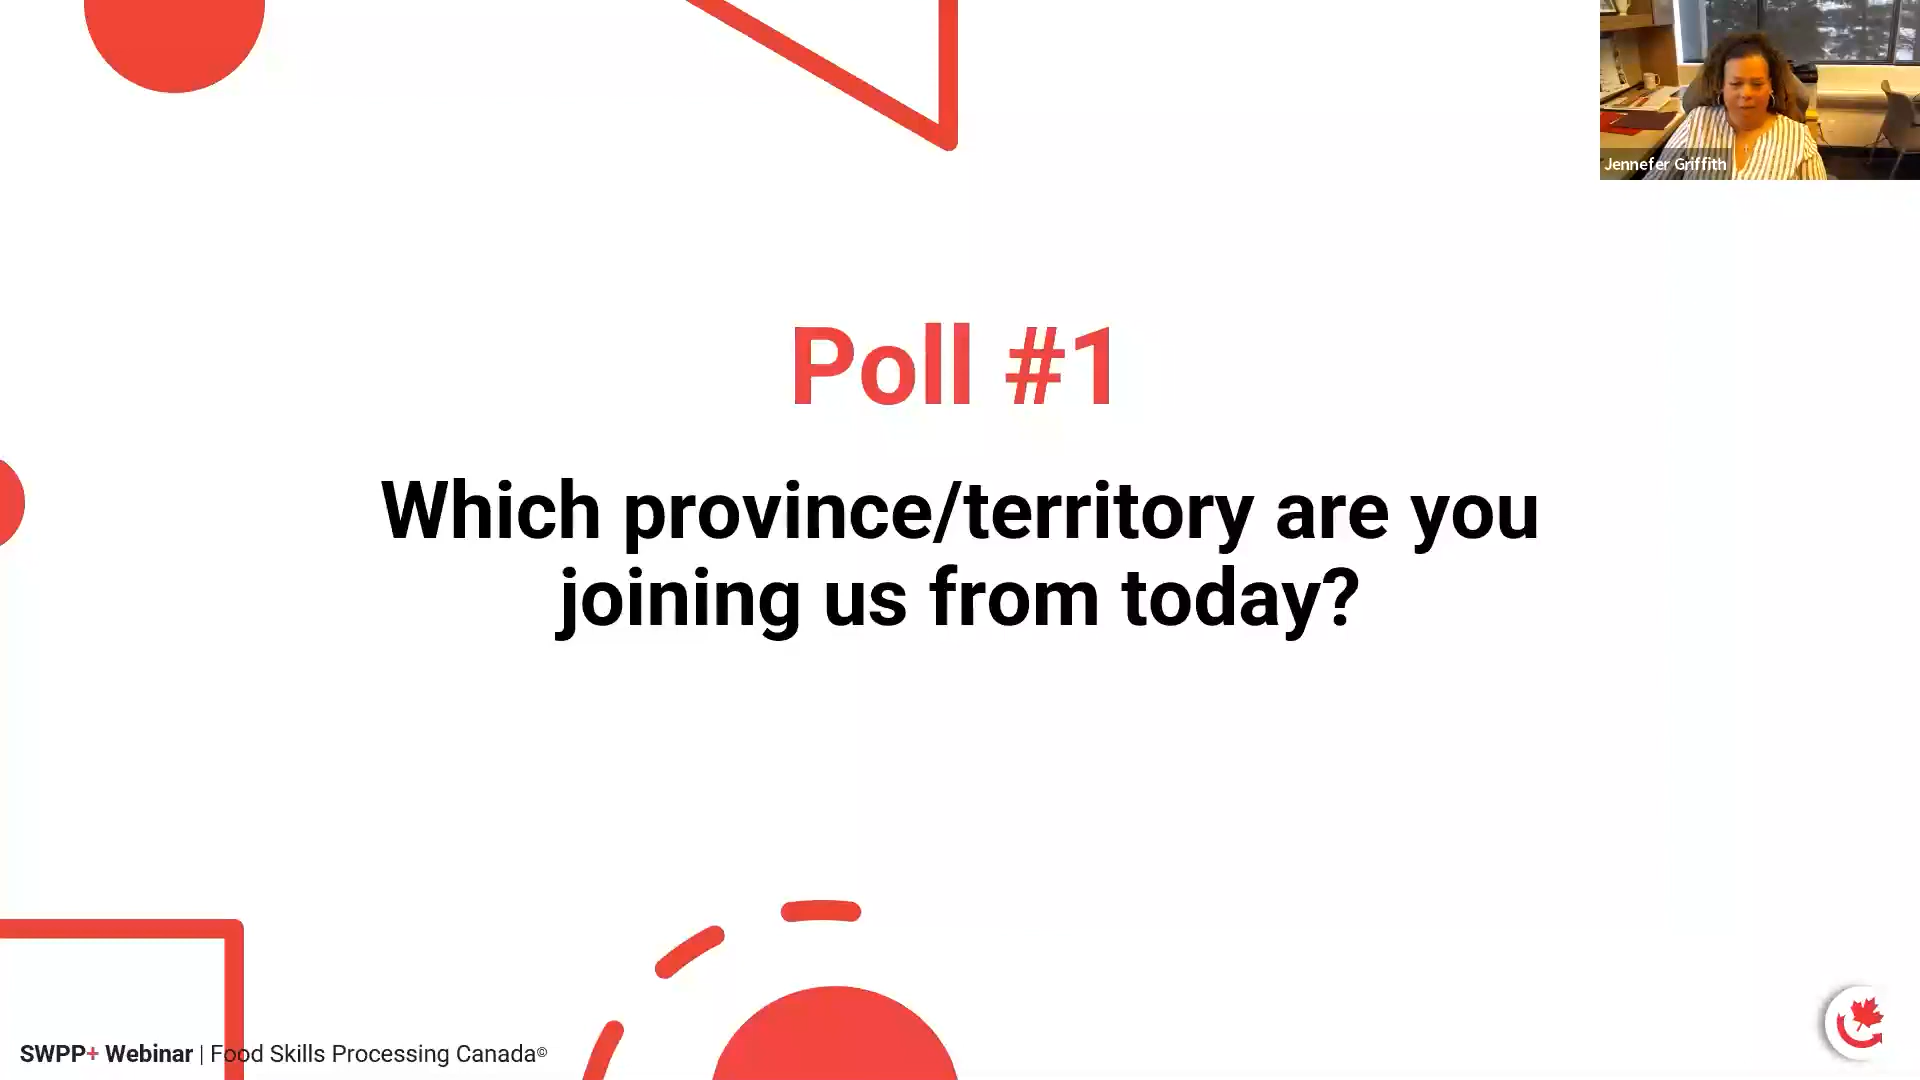 Jennefer Griffith
Poll #1
Which province/territory are you
joining us from today?
SWPP+ Webinar | Food Skills Processing Canada©